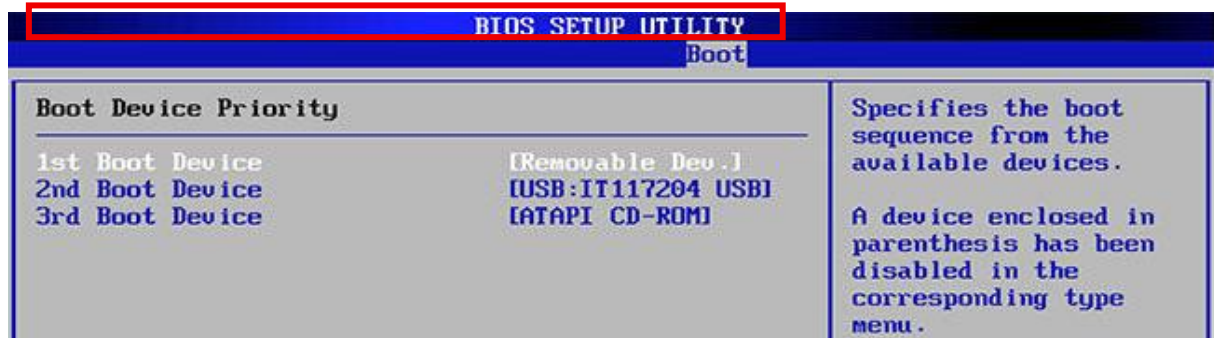 BIOS SETUP UTILITY
Boot
Boot Device Priority
1st Boot Device [Removable Dev.]
2nd Boot Device [USB:IT117204 USB]
3rd Boot Device [ATAPI CD-ROM]
Specifies the boot
sequence from the
available devices.
A device enclosed in
parenthesis has been
disabled in the
corresponding type
menu.